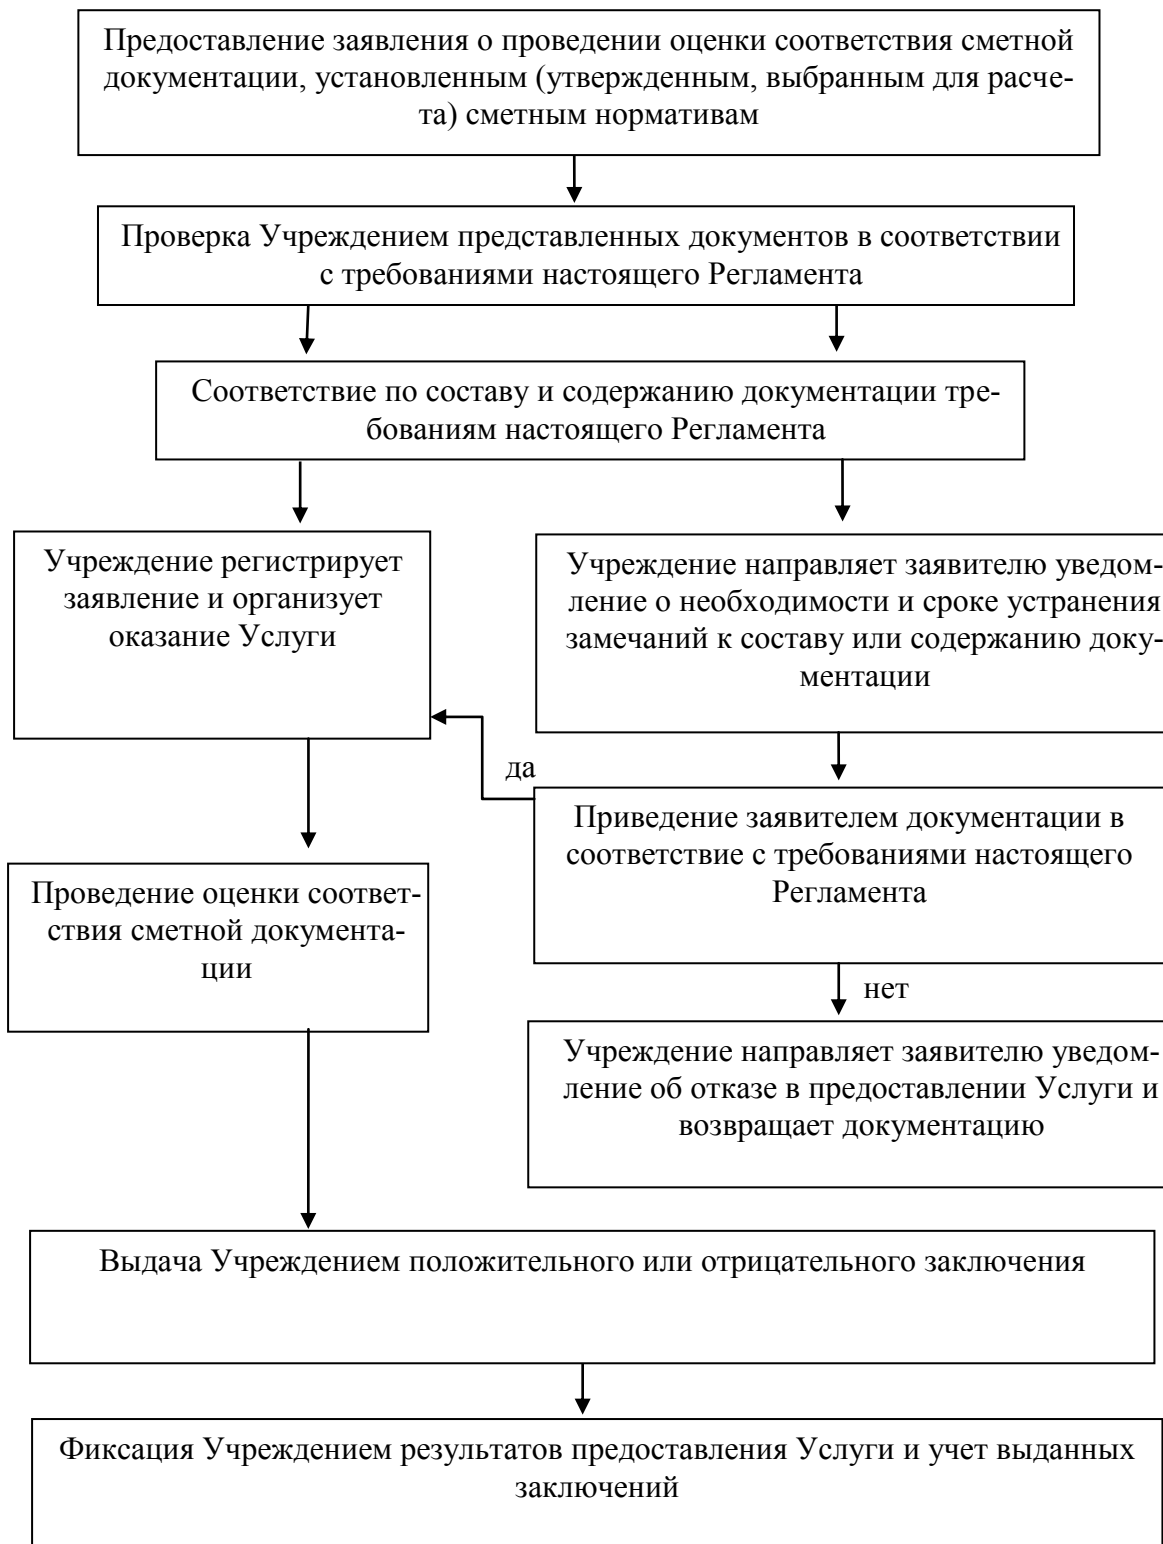 Предоставление заявления о проведении оценки соответствия сметной
документации, установленным (утвержденным, выбранным для расче-
та) сметным нормативам
Проверка Учреждением представленных документов в соответствии
с требованиями настоящего Регламента
Соответствие по составу и содержанию документации тре-
бованиям настоящего Регламента
Учреждение регистрирует
заявление и организует
оказание Услуги
Учреждение направляет заявителю уведом-
ление о необходимости и сроке устранения
замечаний к составу или содержанию доку-
ментации
да
Приведение заявителем документации в
соответствие с требованиями настоящего
Регламента
Проведение оценки соответ-
ствия сметной документа-
ции
нет
Учреждение направляет заявителю уведом-
ление об отказе в предоставлении Услуги и
возвращает документацию
Выдача Учреждением положительного или отрицательного заключения
Фиксация Учреждением результатов предоставления Услуги и учет выданных
заключений